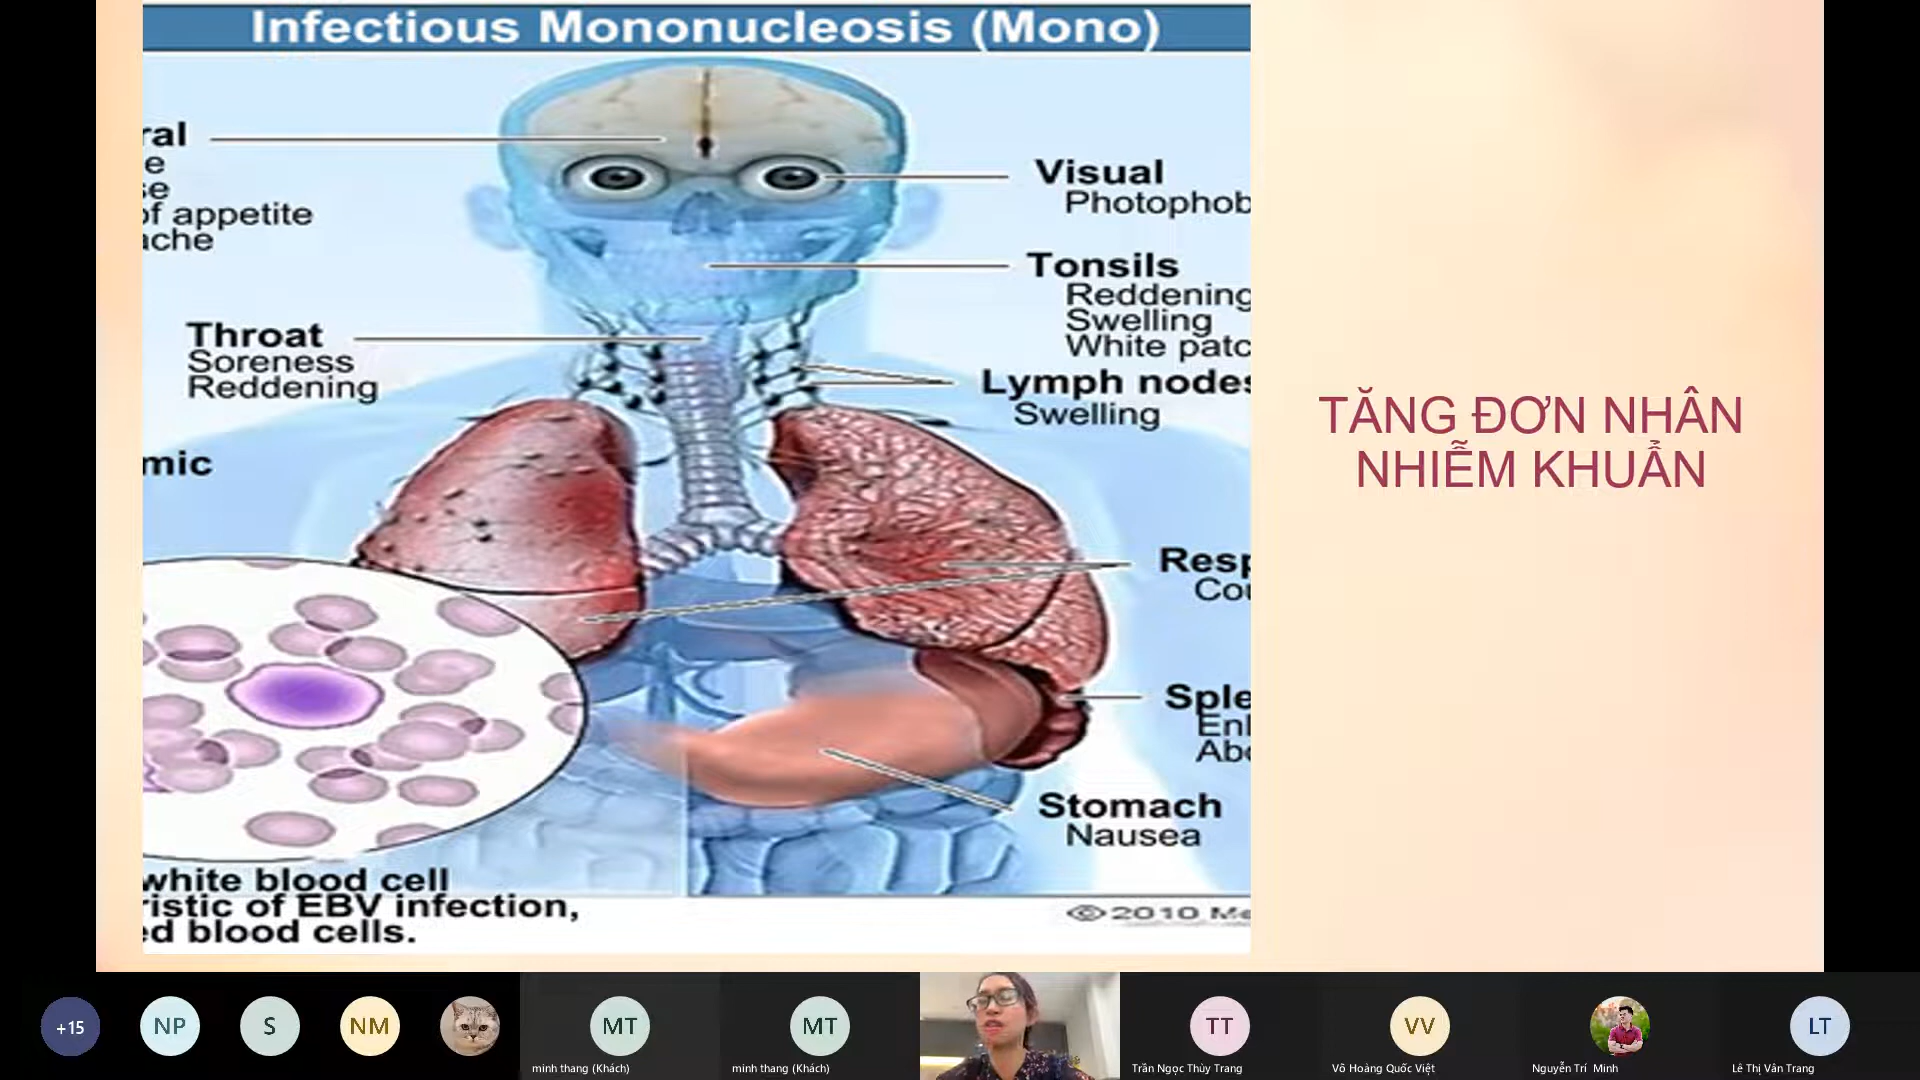 Infectious Mononucleosis (Mono)
ral
e
se
of appetite
ache
Visual
Photophob
Tonsils
Reddening
Swelling
White patc
Throat
Soreness
Reddening
Lymph nodes
Swelling
mic
Resp
Cou
Sple
Enl
Abd
Stomach
Nausea
white blood cell
ristic of EBV infection,
ed blood cells.
© 2010 Me
TĂNG ĐƠN NHÂN
NHIỄM KHUẨN
+15
NP
S
NM
MT
minh thang (Khách)
MT
minh thang (Khách)
TT
Trần Ngọc Thùy Trang
VV
Võ Hoàng Quốc Việt
Nguyễn Trí Minh
LT
Lê Thị Vân Trang